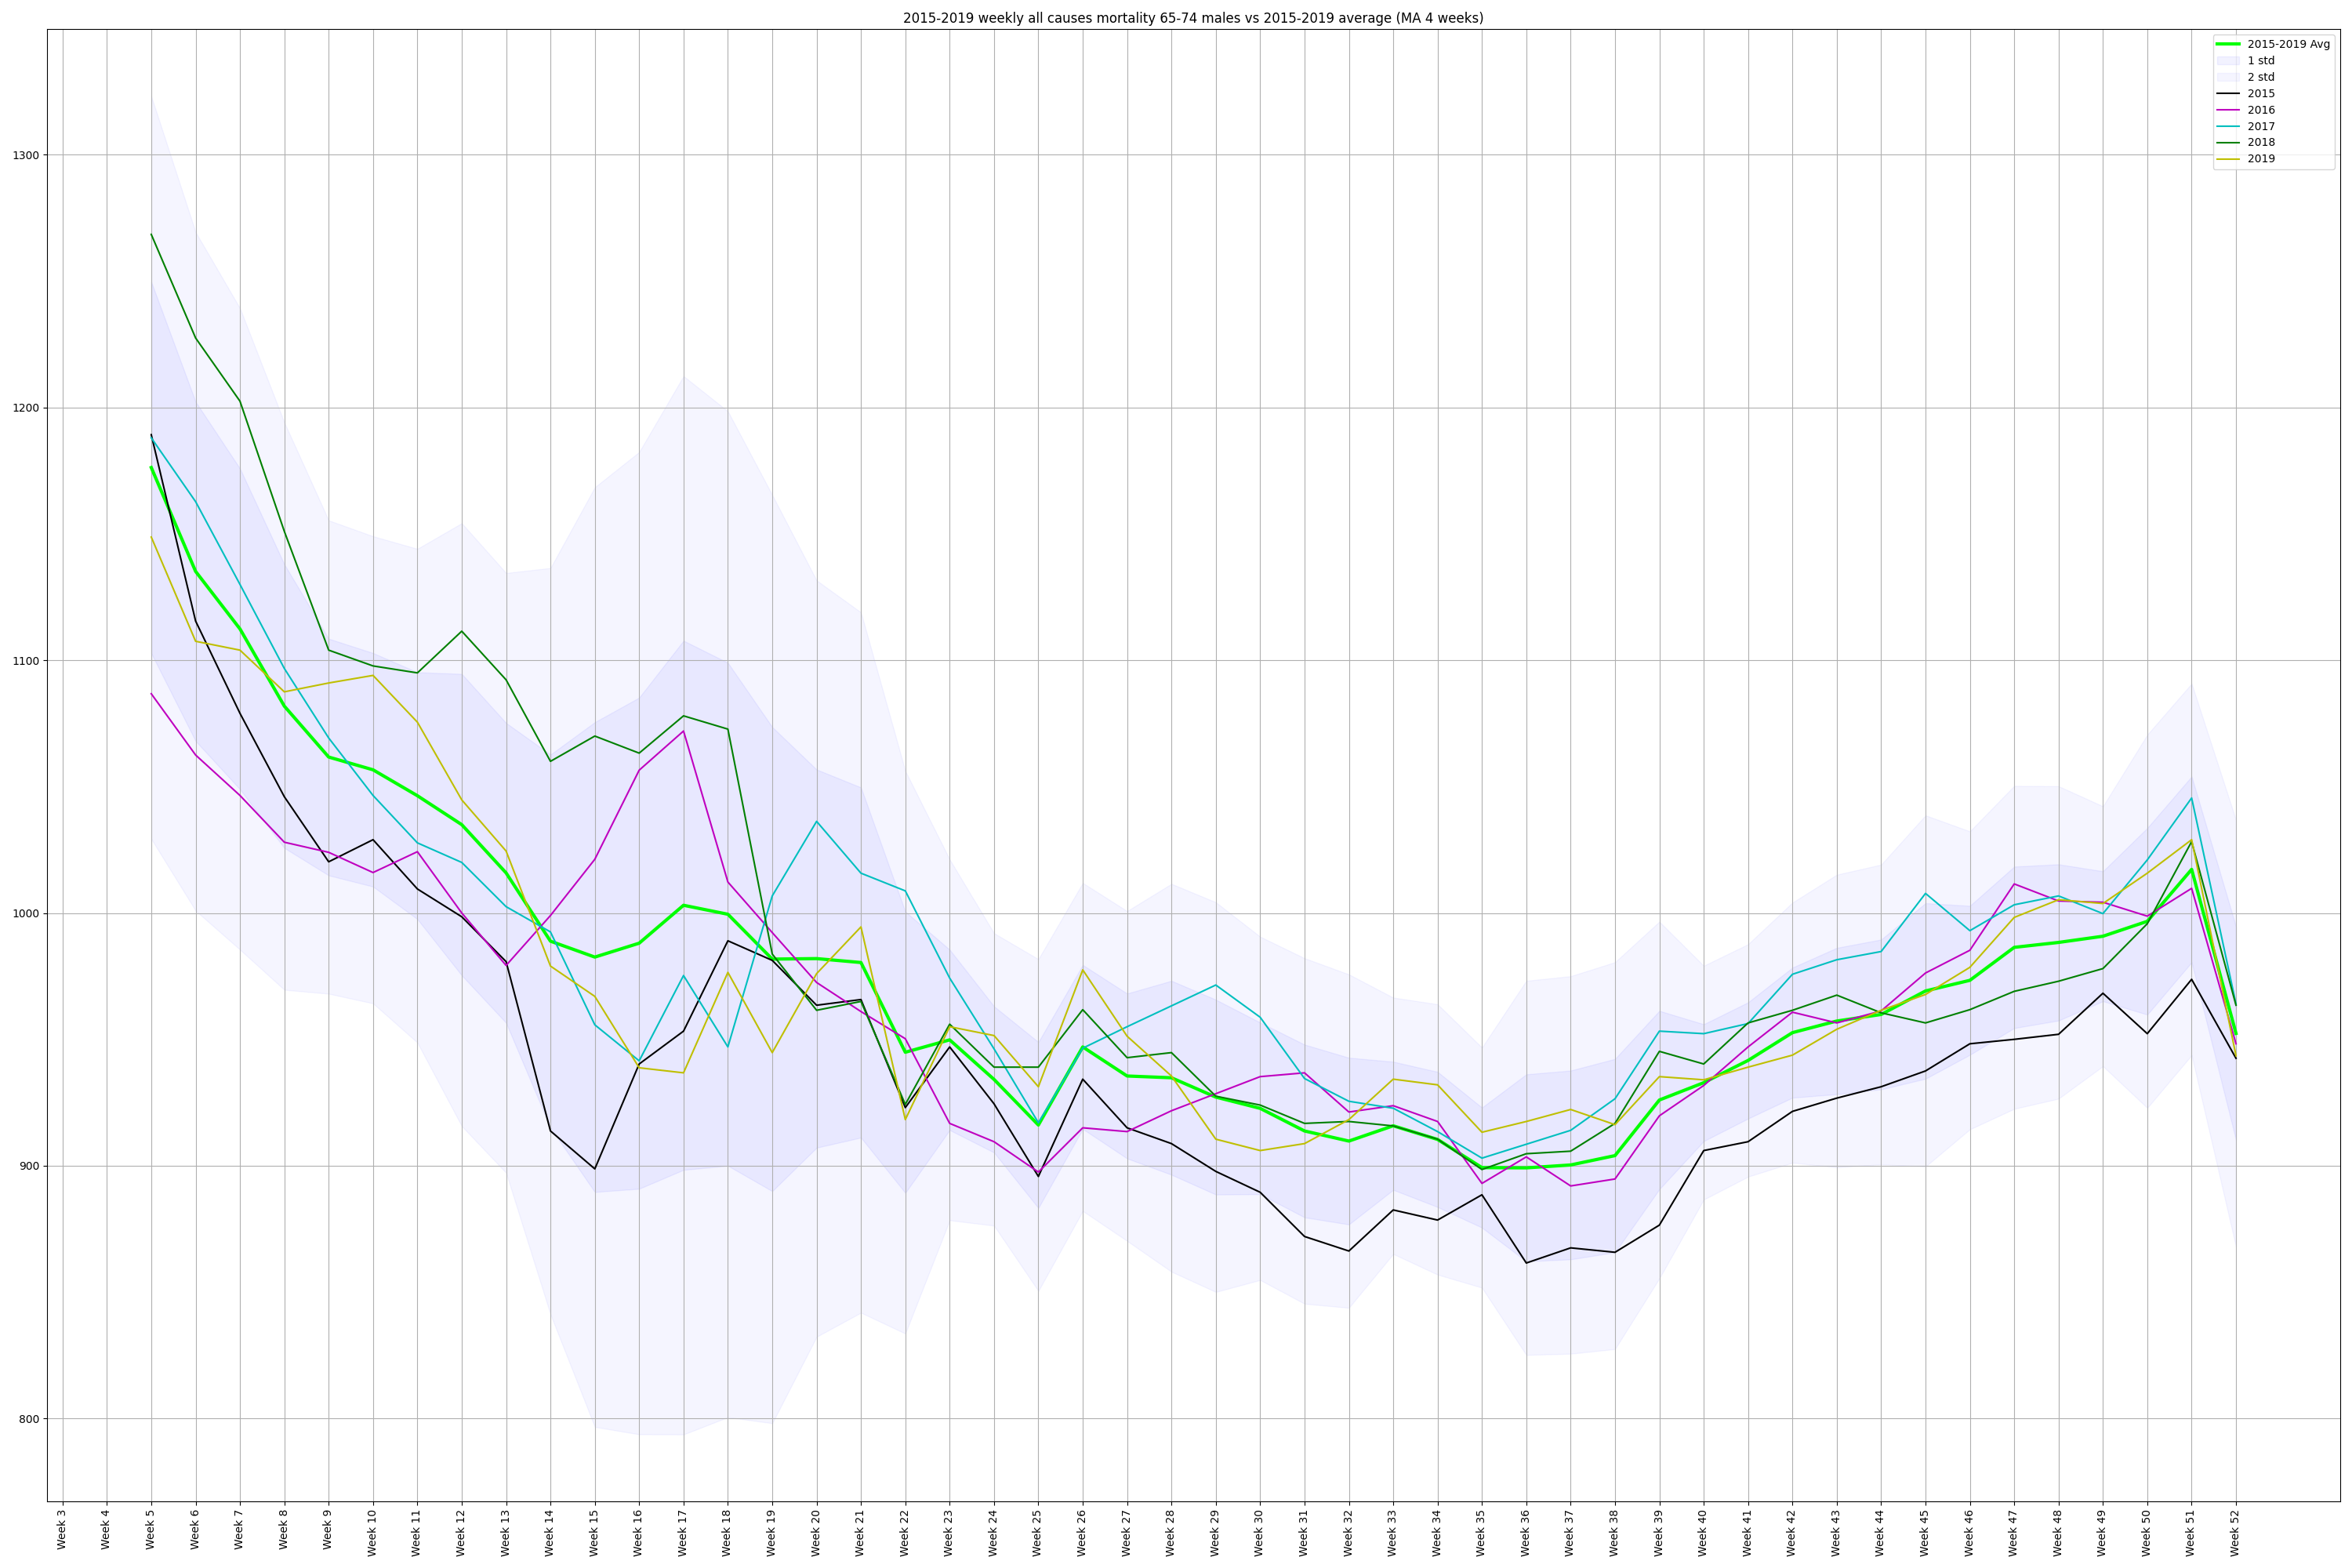 2015-2019 weekly all causes mortality 65-74 males vs 2015-2019 average (MA 4 weeks)
2015-2019 Avg
1 std
2 std
2015
2016
2017
2018
2019
1300
1200
1100
1000
900
800
Week 3
Week 4
Week 5
Week 6
Week 7
Week 8
Week 9
Week 10
Week 11
Week 12
Week 13
Week 14
Week 15
Week 16
Week 17
Week 18
Week 19
Week 20
Week 21
Week 22
Week 23
Week 24
Week 25
Week 26
Week 27
Week 28
Week 29
Week 30
Week 31
Week 32
Week 33
Week 34
Week 35
Week 36
Week 37
Week 38
Week 39
Week 40
Week 41
Week 42
Week 43
Week 44
Week 45
Week 46
Week 47
Week 48
Week 49
Week 50
Week 51
Week 52